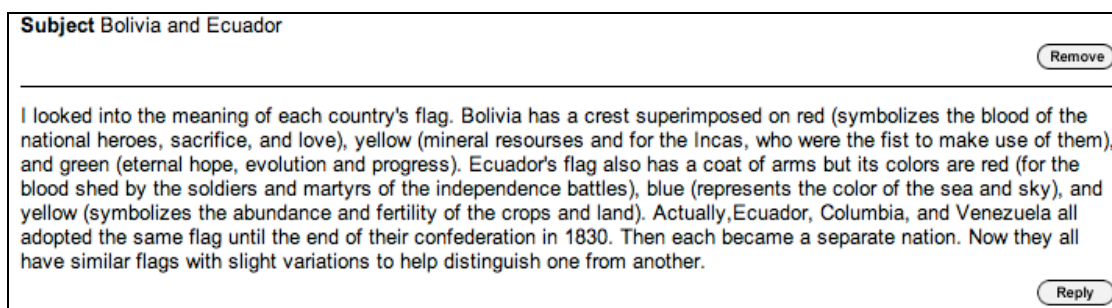 Subject Bolivia and Ecuador
Remove
I looked into the meaning of each country's flag. Bolivia has a crest superimposed on red (symbolizes the blood of the
national heroes, sacrifice, and love), yellow (mineral resourses and for the Incas, who were the fist to make use of them),
and green (eternal hope, evolution and progress). Ecuador's flag also has a coat of arms but its colors are red (for the
blood shed by the soldiers and martyrs of the independence battles), blue (represents the color of the sea and sky), and
yellow (symbolizes the abundance and fertility of the crops and land). Actually,Ecuador, Columbia, and Venezuela all
adopted the same flag until the end of their confederation in 1830. Then each became a separate nation. Now they all
have similar flags with slight variations to help distinguish one from another.
Reply